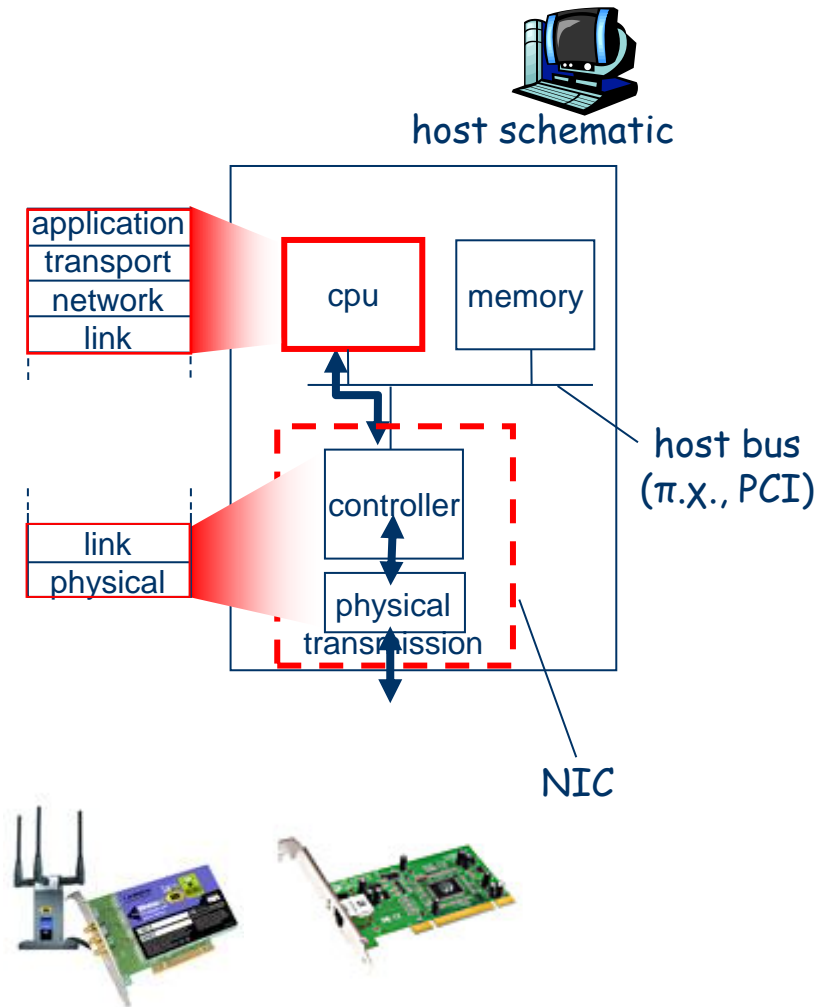 host schematic
application
transport
network
link
cpu
memory
host bus
(π.χ., PCI)
controller
link
physical
physical
transmission
NIC